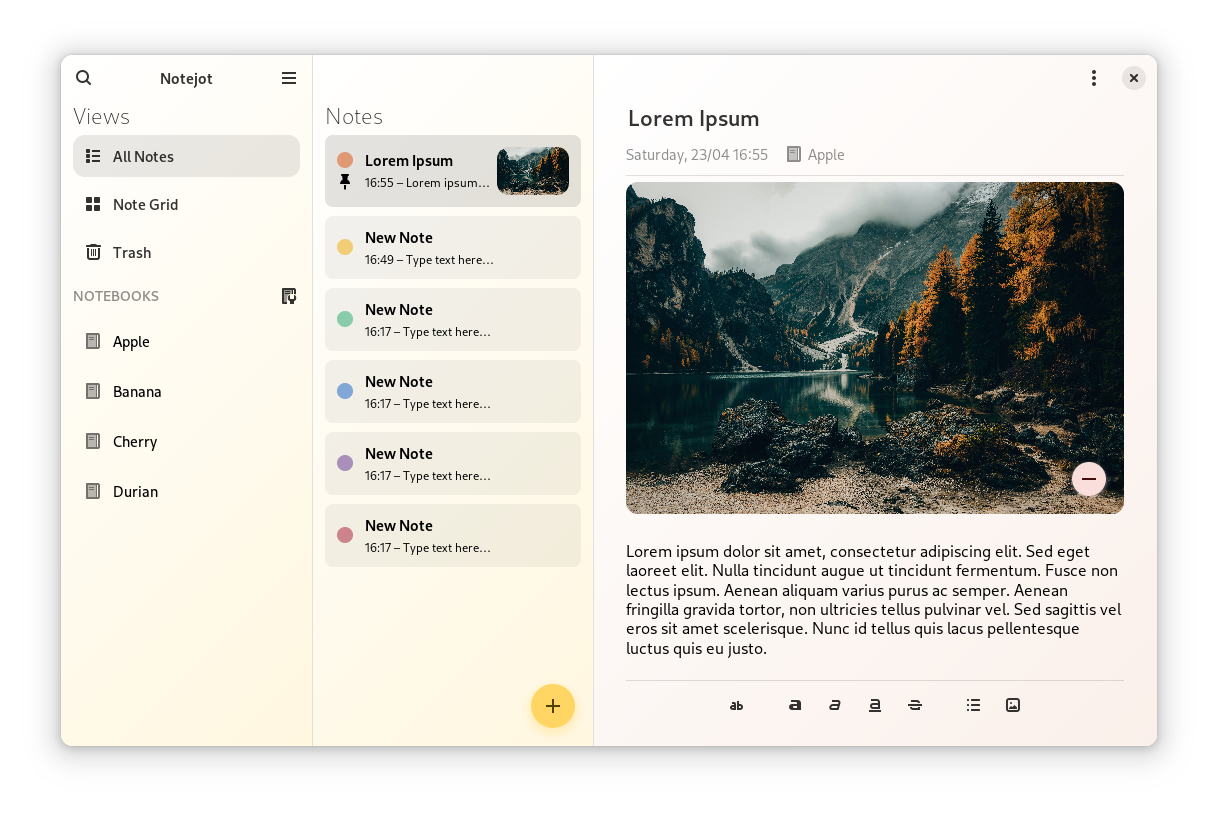 Notejot
Views
All Notes
Note Grid
Trash
NOTEBOOKS
Apple
Banana
Cherry
Durian
Notes
Lorem Ipsum
16:55 – Lorem ipsum…
New Note
16:49 – Type text here…
New Note
16:17 – Type text here…
New Note
16:17 – Type text here…
New Note
16:17 – Type text here…
New Note
16:17 – Type text here…
Lorem Ipsum
Saturday, 23/04 16:55 Apple
Lorem ipsum dolor sit amet, consectetur adipiscing elit. Sed eget
laoreet elit. Nulla tincidunt augue ut tincidunt fermentum. Fusce non
lectus ipsum. Aenean aliquam varius purus ac semper. Aenean
fringilla gravida tortor, non ultricies tellus pulvinar vel. Sed sagittis vel
eros sit amet scelerisque. Nunc id tellus quis lacus pellentesque
luctus quis eu justo.
ab a a a